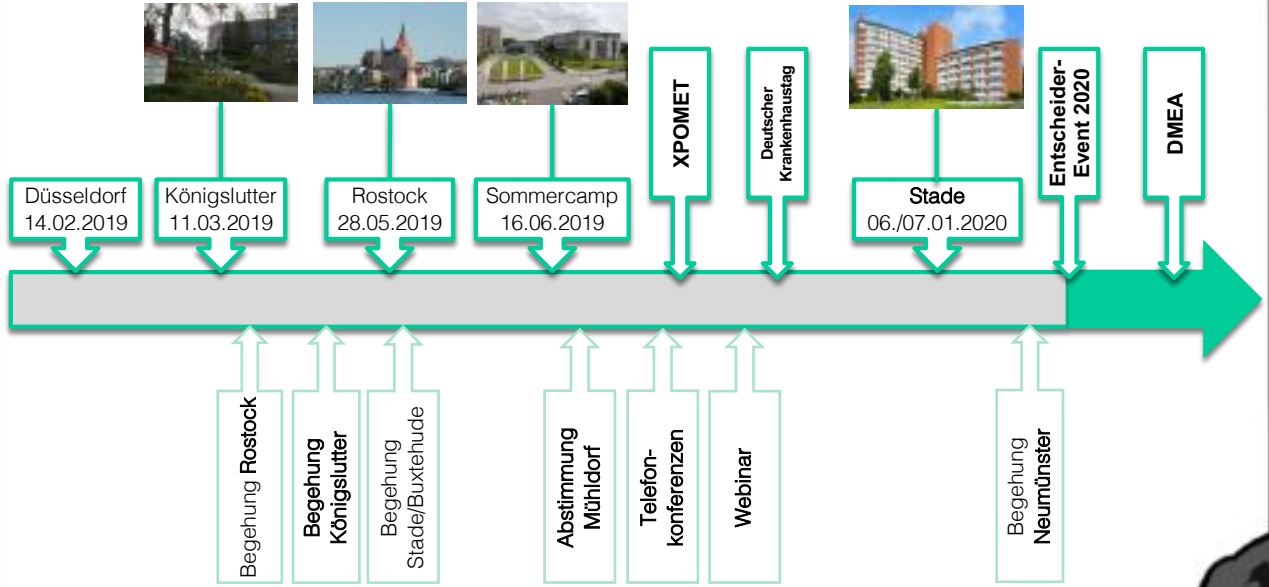 Düsseldorf
14.02.2019
Königslutter
11.03.2019
Rostock
28.05.2019
Sommercamp
16.06.2019
XPOMET
Deutscher
Krankenhaustag
Stade
06./07.01.2020
Entscheider-
Event 2020
DMEA
Begehung Rostock
Begehung
Königslutter
Begehung
Stade/Buxtehude
Abstimmung
Mühldorf
Telefon-
konferenzen
Webinar
Begehung
Neumünster